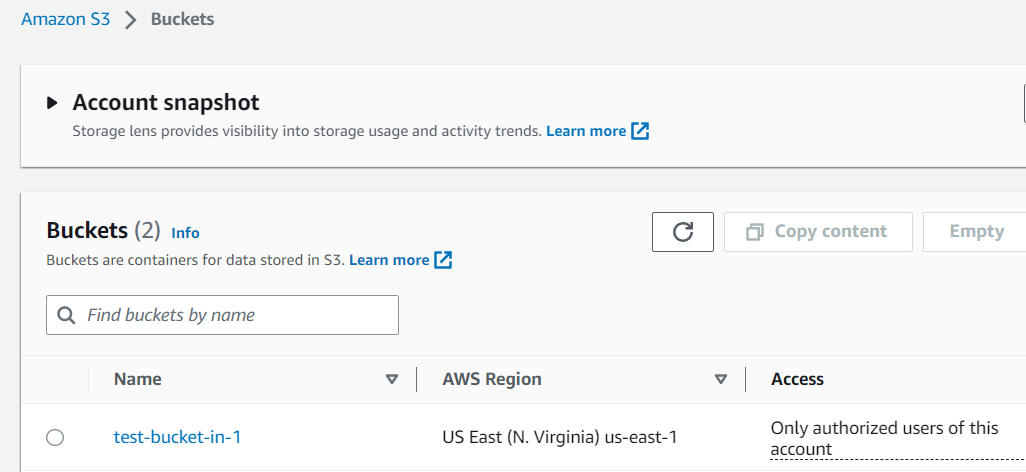 Amazon S3 > Buckets
Account snapshot
Storage lens provides visibility into storage usage and activity trends. Learn more
Buckets (2) Info
Copy content
Empty
Buckets are containers for data stored in S3. Learn more
Find buckets by name
Name AWS Region Access
test-bucket-in-1 US East (N. Virginia) us-east-1 Only authorized users of this
account